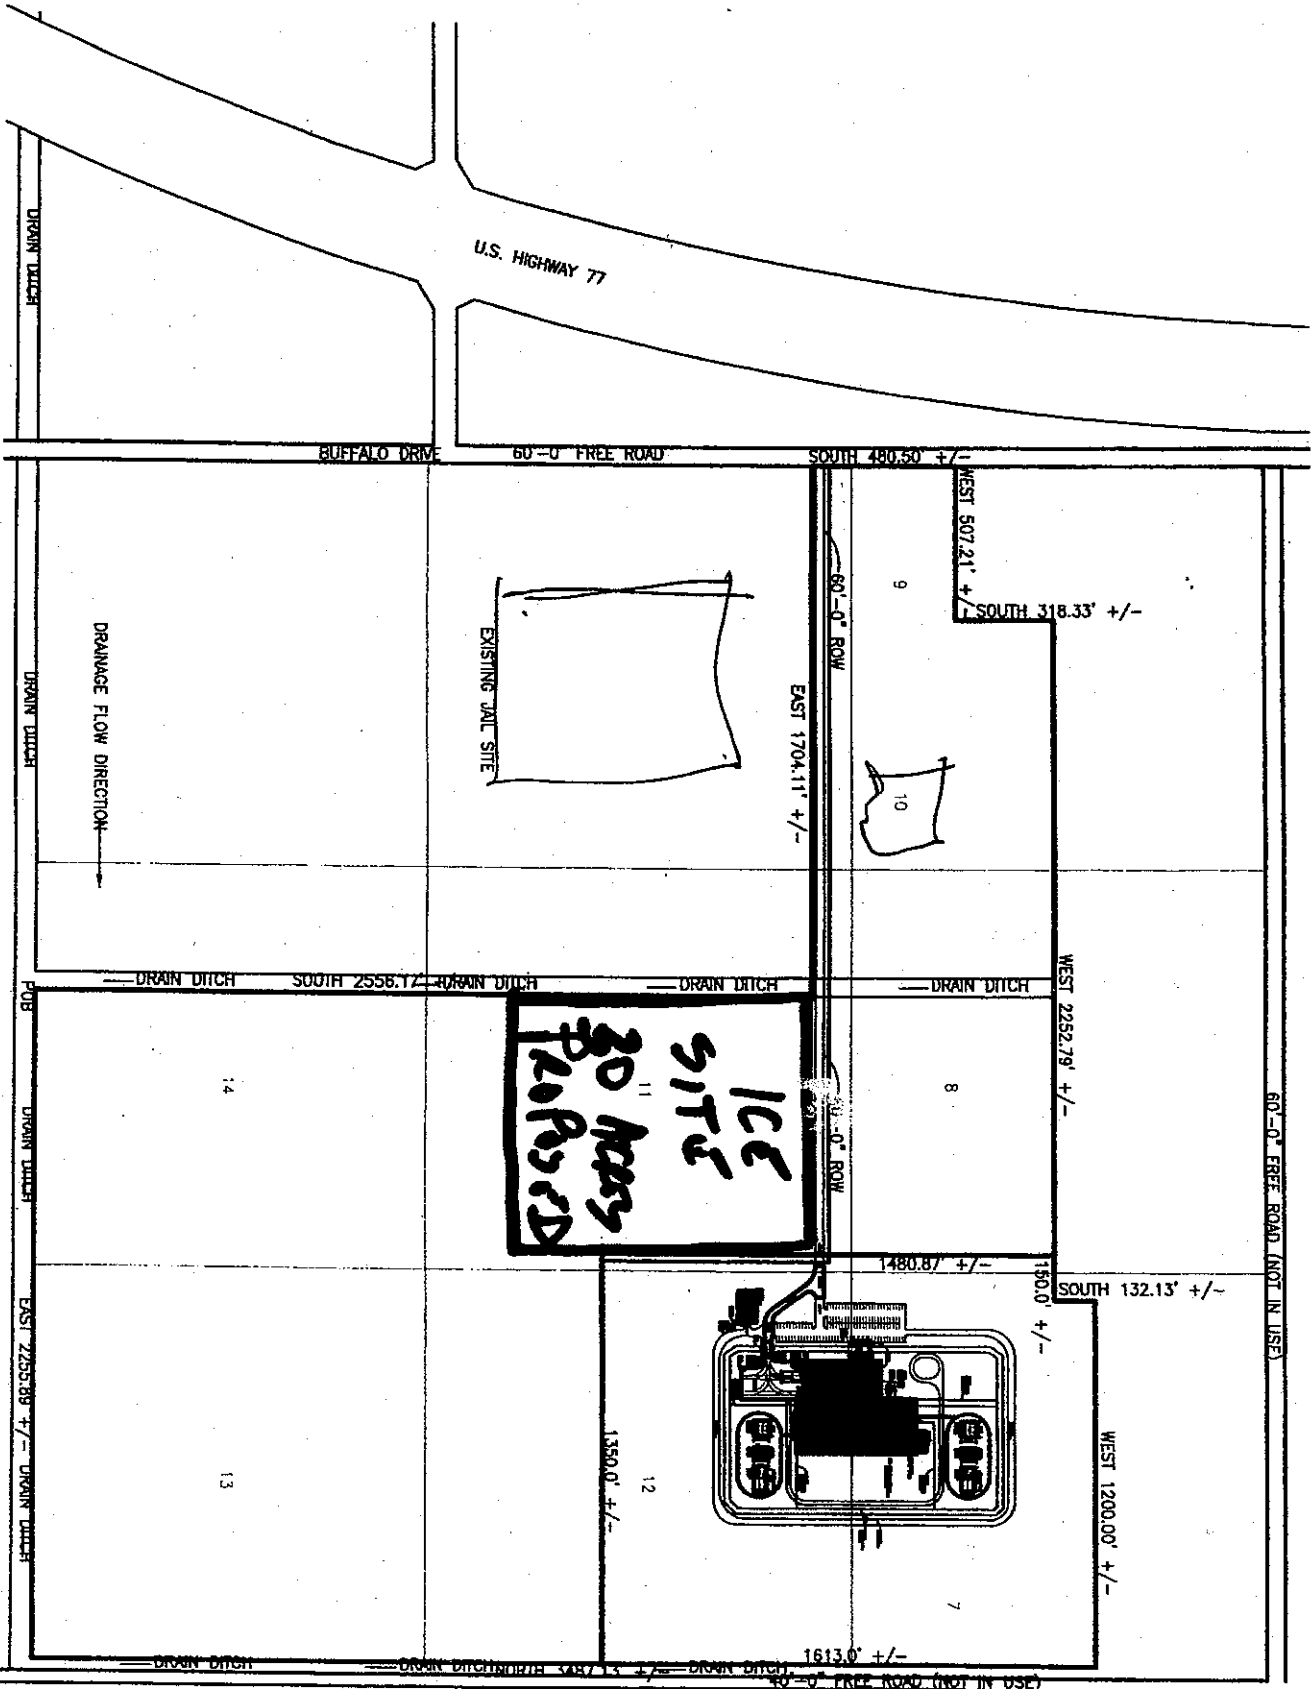 U.S. HIGHWAY 77
DRAIN DITCH
BUFFALO DRIVE
60'-0" FREE ROAD
SOUTH 480.50' +/-
WEST 507.21' +/-
SOUTH 318.33' +/-
9
60'-0" ROW
EXISTING JAIL SITE
EAST 1704.11' +/-
10
DRAINAGE FLOW DIRECTION
DRAIN DITCH
DRAIN DITCH
SOUTH 2556.17'
DRAIN DITCH
DRAIN DITCH
DRAIN DITCH
WEST 2252.79' +/-
POB
14
11
ICE
SITE
30 ACRES
PROPOSED
-0" ROW
8
60'-0" FREE ROAD (NOT IN USE)
DRAIN DITCH
1480.87' +/-
150.0' +/-
SOUTH 132.13' +/-
EAST 2255.89 +/-
DRAIN DITCH
13
1350.0' +/-
12
WEST 1200.00' +/-
7
1613.0' +/-
DRAIN DITCH
DRAIN DITCH
NORTH 3487.13' +/-
DRAIN DITCH
40'-0" FREE ROAD (NOT IN USE)